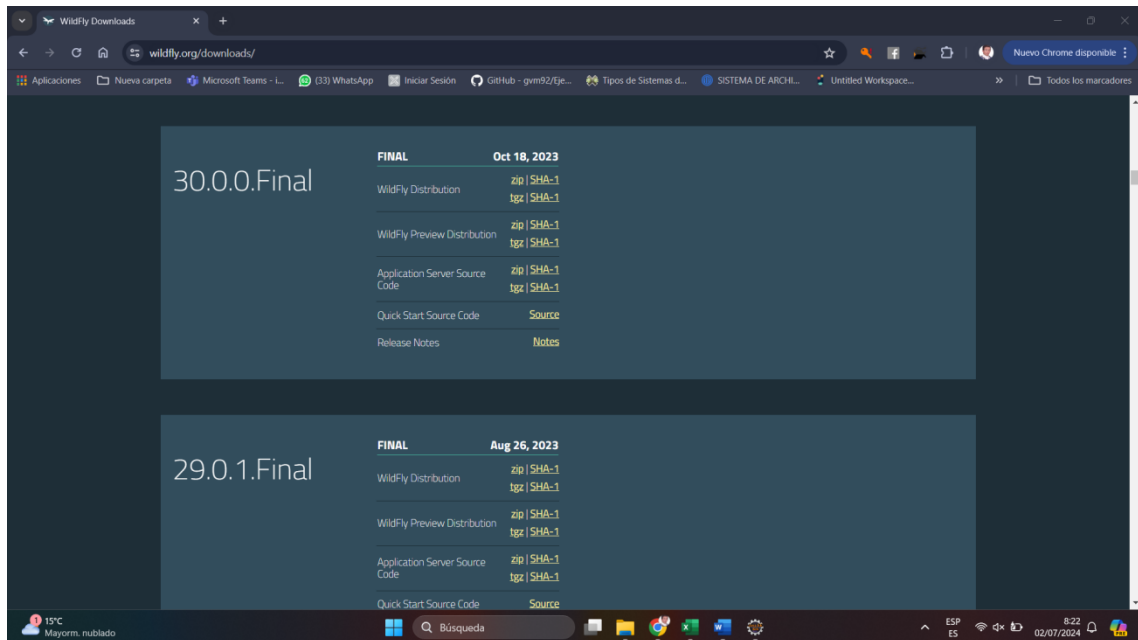 WildFly Downloads
wildfly.org/downloads/
Nuevo Chrome disponible
Aplicaciones Nueva carpeta Microsoft Teams - i... (33) WhatsApp Iniciar Sesión GitHub - gvm92/Eje... Tipos de Sistemas d... SISTEMA DE ARCHI... Untitled Workspace... » Todos los marcadores
30.0.0.Final
FINAL Oct 18, 2023
WildFly Distribution
zip | SHA-1
tgz | SHA-1
WildFly Preview Distribution
zip | SHA-1
tgz | SHA-1
Application Server Source
Code
zip | SHA-1
tgz | SHA-1
Quick Start Source Code Source
Release Notes Notes
29.0.1.Final
FINAL Aug 26, 2023
WildFly Distribution
zip | SHA-1
tgz | SHA-1
WildFly Preview Distribution
zip | SHA-1
tgz | SHA-1
Application Server Source
Code
zip | SHA-1
tgz | SHA-1
Quick Start Source Code Source
1
15°C
Mayorm. nublado
Búsqueda
ESP
ES
8:22
02/07/2024